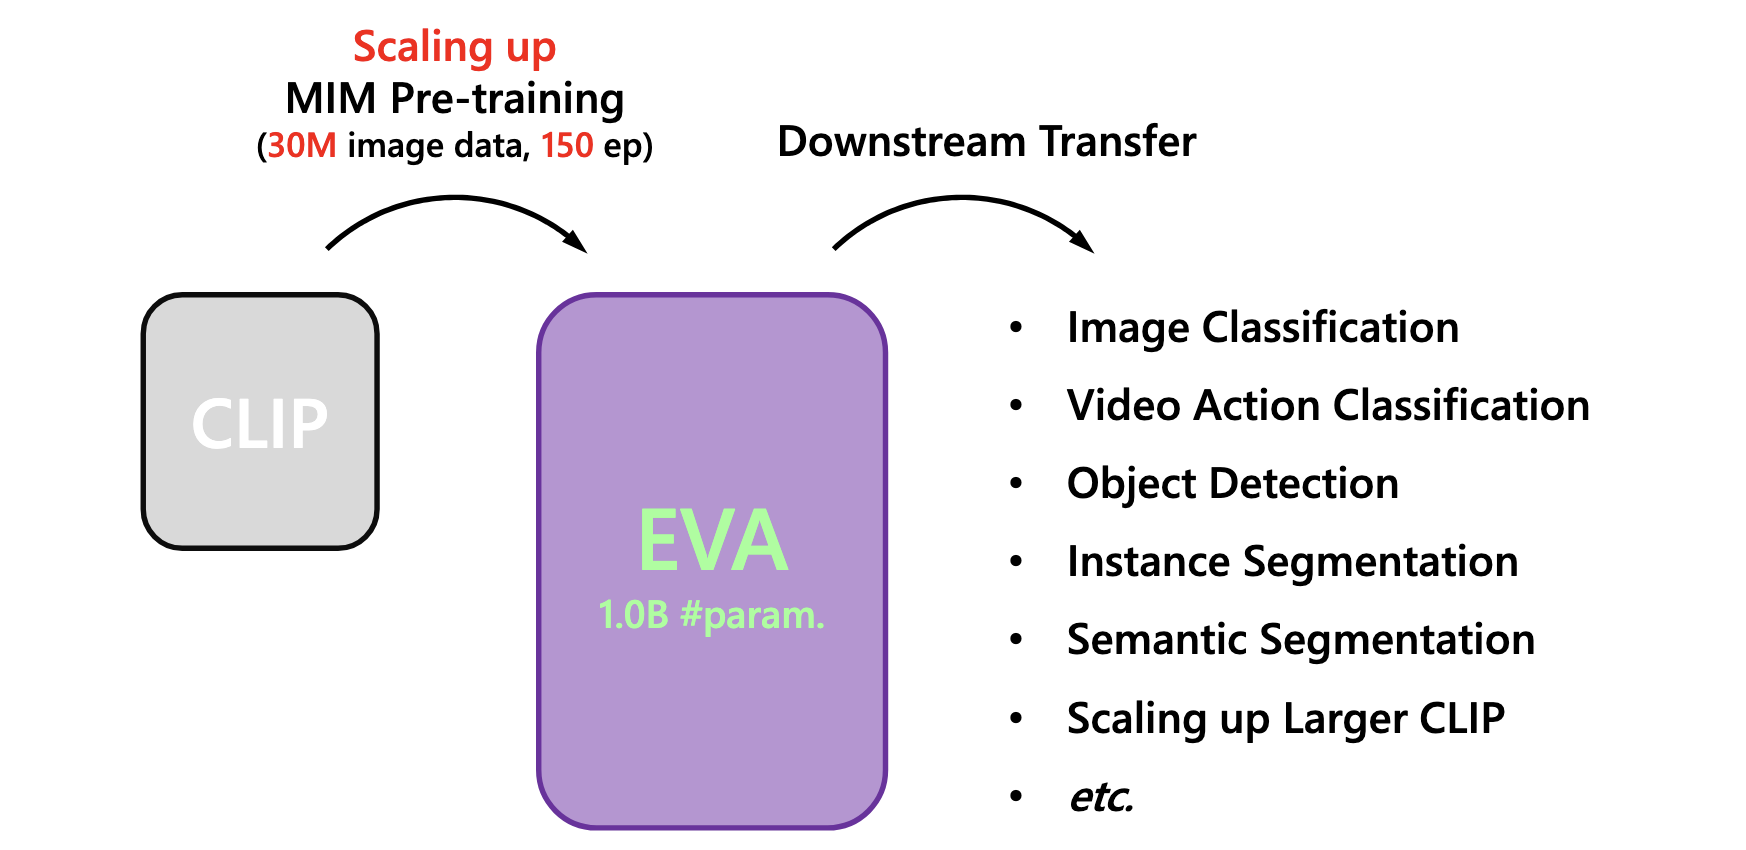 Scaling up
MIM Pre-training
(30M image data, 150 ep)
Downstream Transfer
CLIP
EVA
1.0B #param.
• Image Classification
• Video Action Classification
• Object Detection
• Instance Segmentation
• Semantic Segmentation
• Scaling up Larger CLIP
• etc.